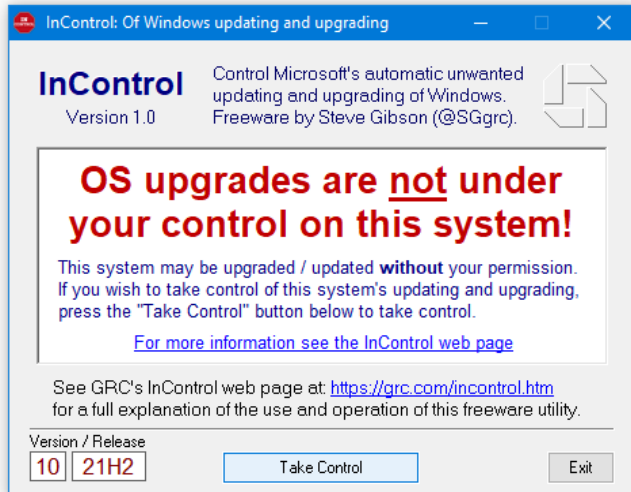 InControl: Of Windows updating and upgrading
InControl
Version 1.0
Control Microsoft's automatic unwanted
updating and upgrading of Windows.
Freeware by Steve Gibson (@SGgrc).
OS upgrades are not under
your control on this system!
This system may be upgraded / updated without your permission.
If you wish to take control of this system's updating and upgrading,
press the "Take Control" button below to take control.
For more information see the InControl web page
See GRC's InControl web page at: https://grc.com/incontrol.htm
for a full explanation of the use and operation of this freeware utility.
Version / Release
10 21H2
Take Control
Exit